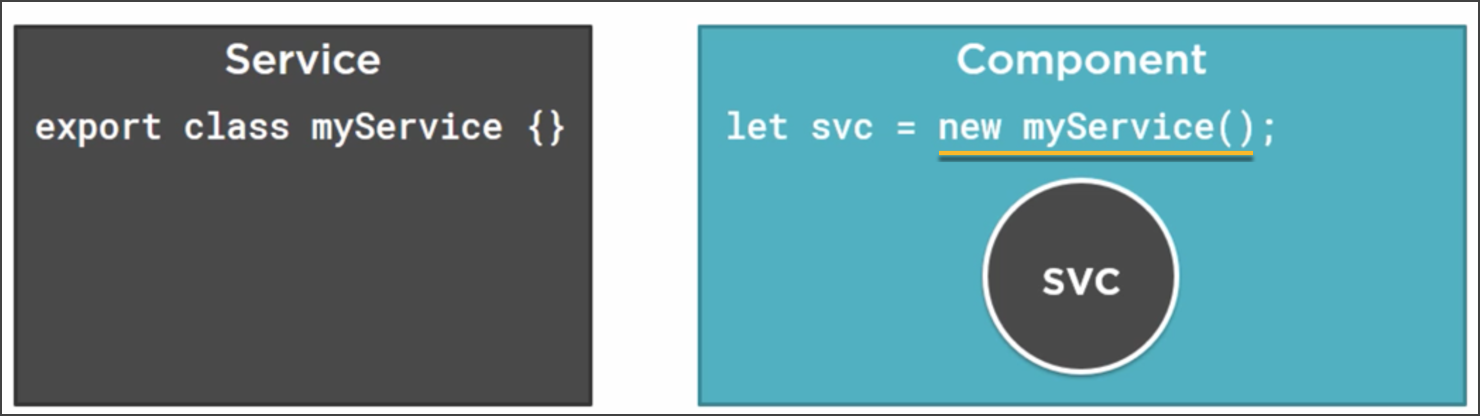 Service
export class myService {}
Component
let svc = new myService();
svc